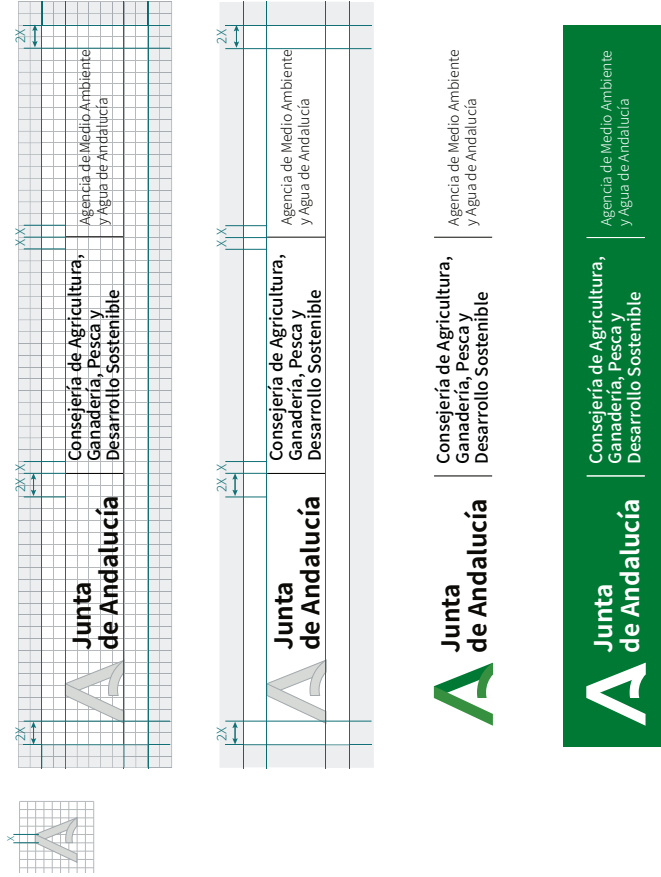 2X
2X
X
X
X
2X
Junta
de Andalucía
Consejería de Agricultura,
Ganadería, Pesca y
Desarrollo Sostenible
Agencia de Medio Ambiente
y Agua de Andalucía
2X
2X
X
X
X
2X
Junta
de Andalucía
Consejería de Agricultura,
Ganadería, Pesca y
Desarrollo Sostenible
Agencia de Medio Ambiente
y Agua de Andalucía
Junta
de Andalucía
Consejería de Agricultura,
Ganadería, Pesca y
Desarrollo Sostenible
Agencia de Medio Ambiente
y Agua de Andalucía
Junta
de Andalucía
Consejería de Agricultura,
Ganadería, Pesca y
Desarrollo Sostenible
Agencia de Medio Ambiente
y Agua de Andalucía
X